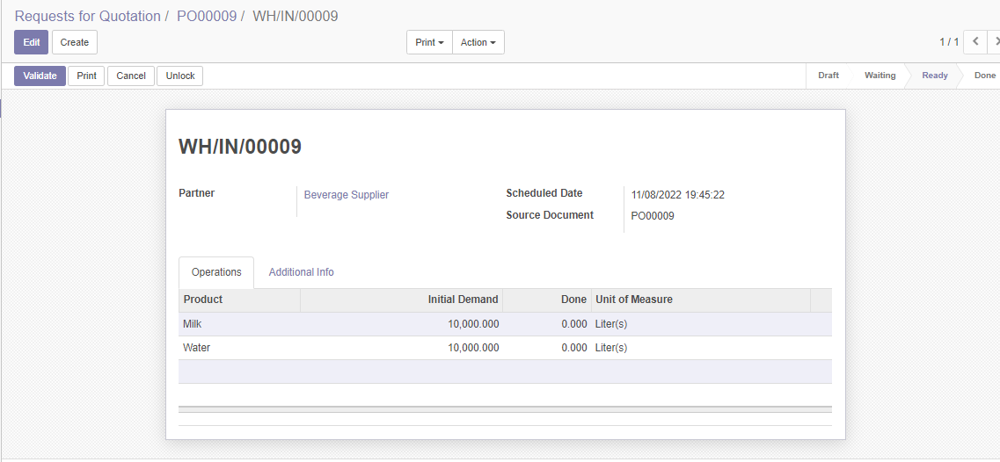 Requests for Quotation / PO00009 / WH/IN/00009
Edit Create Print Action 1 / 1
Validate Print Cancel Unlock Draft Waiting Ready Done
WH/IN/00009
Partner Beverage Supplier Scheduled Date 11/08/2022 19:45:22
Source Document PO00009
Operations Additional Info
Product Initial Demand Done Unit of Measure
Milk 10,000.000 0.000 Liter(s)
Water 10,000.000 0.000 Liter(s)